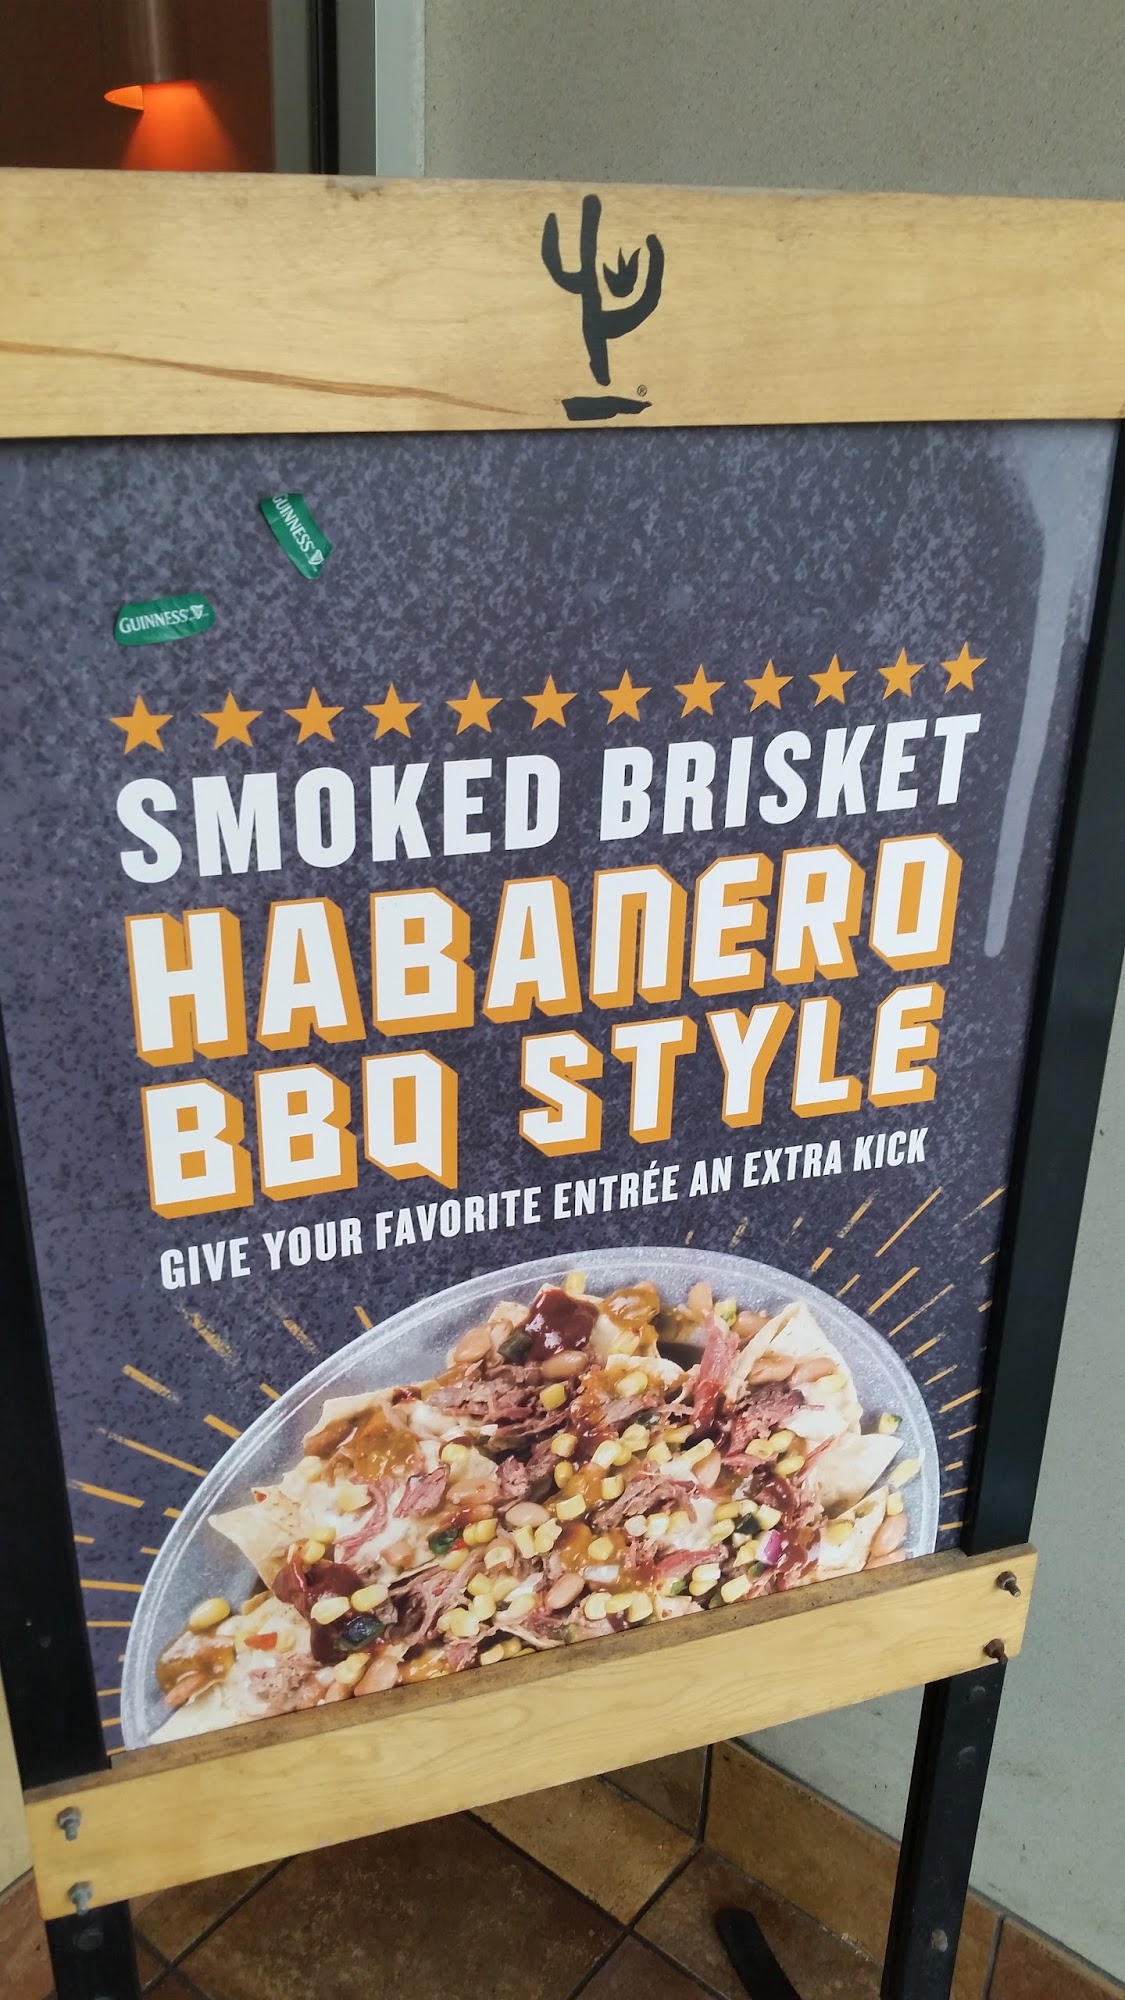 ®
GUINNESS
GUINNESS
SMOKED BRISKET
HABANERO
BBQ STYLE
GIVE YOUR FAVORITE ENTRÉE AN EXTRA KICK